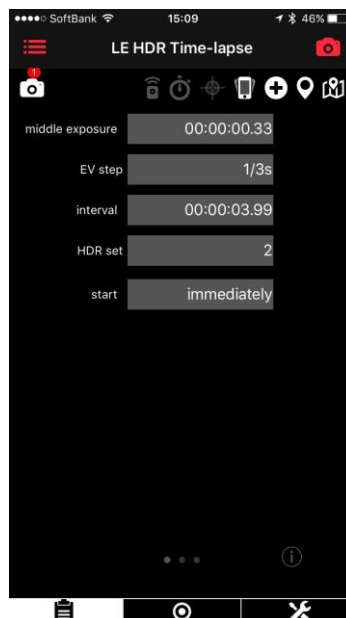 SoftBank 15:09 46%
LE HDR Time-lapse
1
middle exposure 00:00:00.33
EV step 1/3s
interval 00:00:03.99
HDR set 2
start immediately